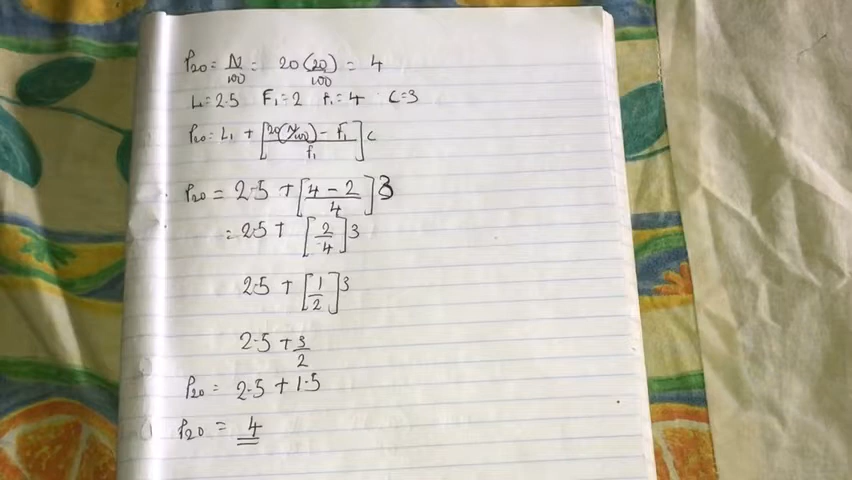 P20 = N/100 = 20(20/100) = 4
L1=2.5 F1=2 f1=4 C=3
P20 = L1 + [20(N/100) - F1 / f1]c
P20 = 2.5 + [4-2 / 4]3
= 2.5 + [2/4]3
2.5 + [1/2]3
2.5 + 3/2
P20 = 2.5 + 1.5
P20 = 4